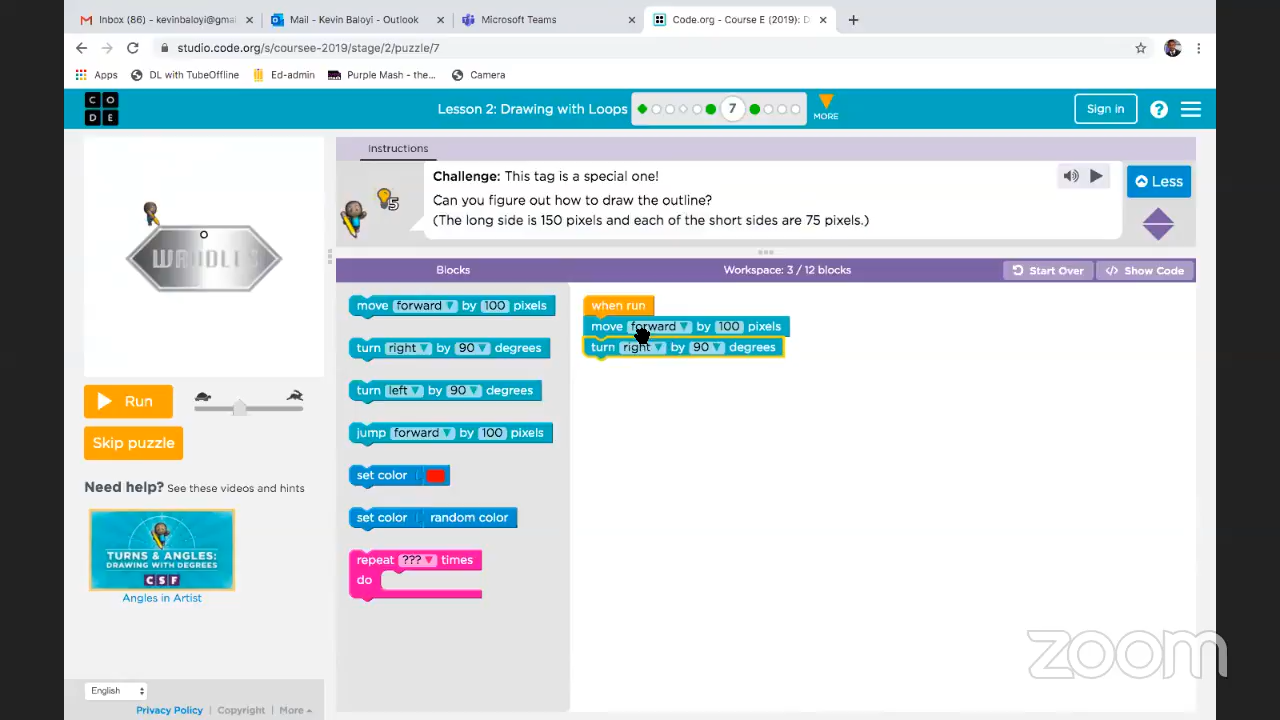 Inbox (86) - kevinbaloyi@gmai
Mail - Kevin Baloyi - Outlook
Microsoft Teams
Code.org - Course E (2019): D
studio.code.org/s/coursee-2019/stage/2/puzzle/7
Apps
DL with TubeOffline
Ed-admin
Purple Mash - the...
Camera
C O D E
Lesson 2: Drawing with Loops
7
MORE
Sign in
?
Instructions
Challenge: This tag is a special one!
Can you figure out how to draw the outline?
(The long side is 150 pixels and each of the short sides are 75 pixels.)
5
Less
Blocks
Workspace: 3 / 12 blocks
Start Over
</> Show Code
move forward by 100 pixels
turn right by 90 degrees
turn left by 90 degrees
jump forward by 100 pixels
set color
set color random color
repeat ??? times
do
when run
move forward by 100 pixels
turn right by 90 degrees
Run
Skip puzzle
Need help? See these videos and hints
TURNS & ANGLES:
DRAWING WITH DEGREES
CSF
Angles in Artist
English
Privacy Policy | Copyright | More
zoom